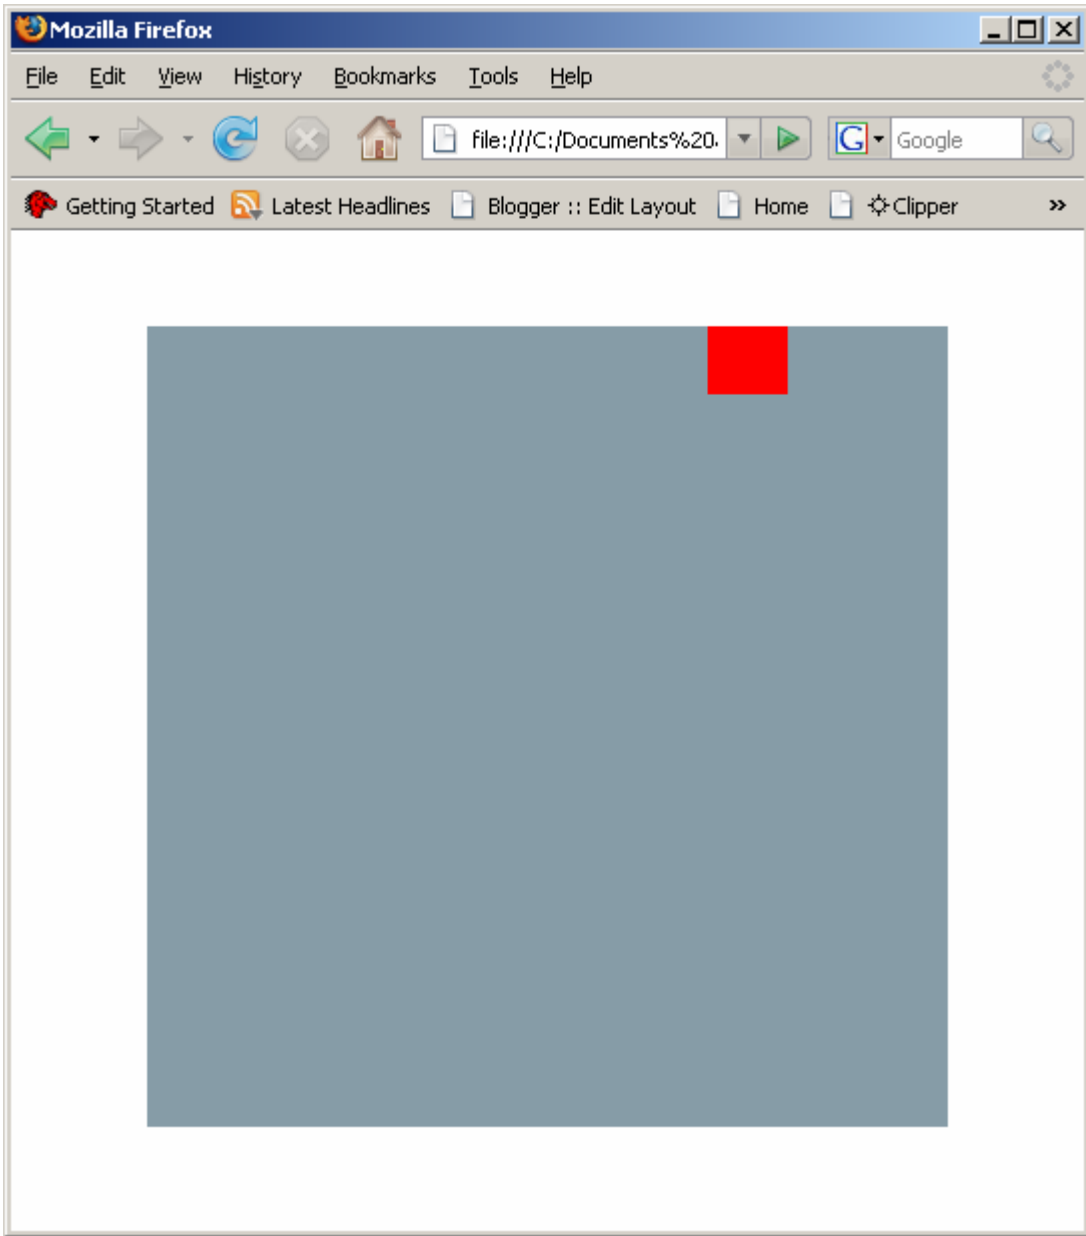 Mozilla Firefox
File Edit View History Bookmarks Tools Help
file:///C:/Documents%20. G Google
Getting Started Latest Headlines Blogger :: Edit Layout Home Clipper »